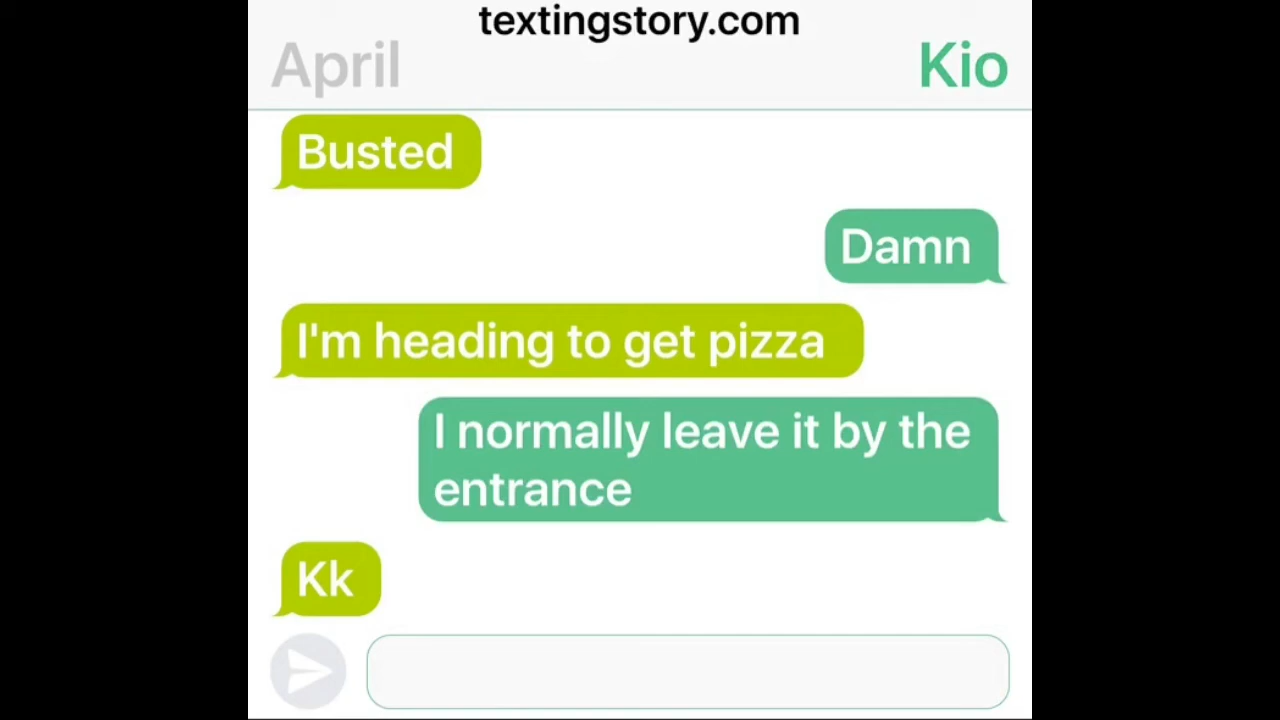 textingstory.com
April
Kio
Busted
Damn
I'm heading to get pizza
I normally leave it by the
entrance
Kk